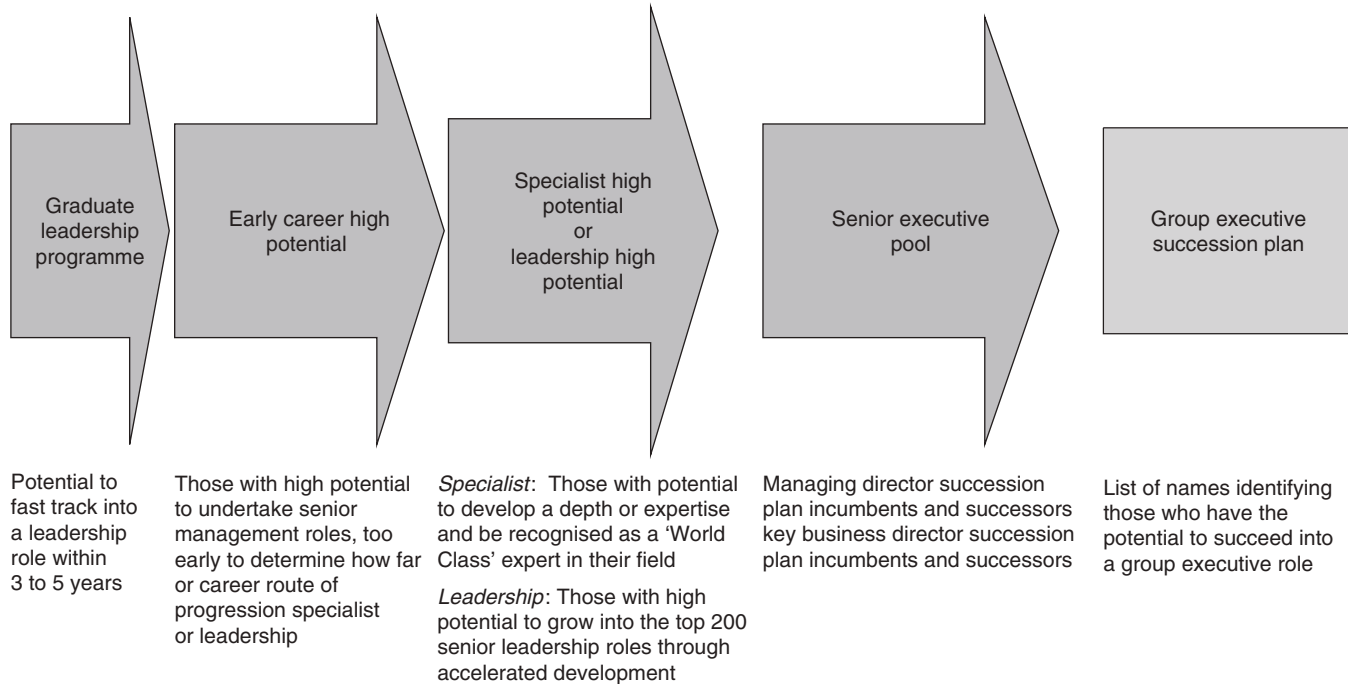 Graduate
leadership
programme
Early career high
potential
Specialist high
potential
or
leadership high
potential
Senior executive
pool
Group executive
succession plan
Potential to
fast track into
a leadership
role within
3 to 5 years
Those with high potential
to undertake senior
management roles, too
early to determine how far
or career route of
progression specialist
or leadership
Specialist: Those with potential
to develop a depth or expertise
and be recognised as a ‘World
Class’ expert in their field
Leadership: Those with high
potential to grow into the top 200
senior leadership roles through
accelerated development
Managing director succession
plan incumbents and successors
key business director succession
plan incumbents and successors
List of names identifying
those who have the
potential to succeed into
a group executive role